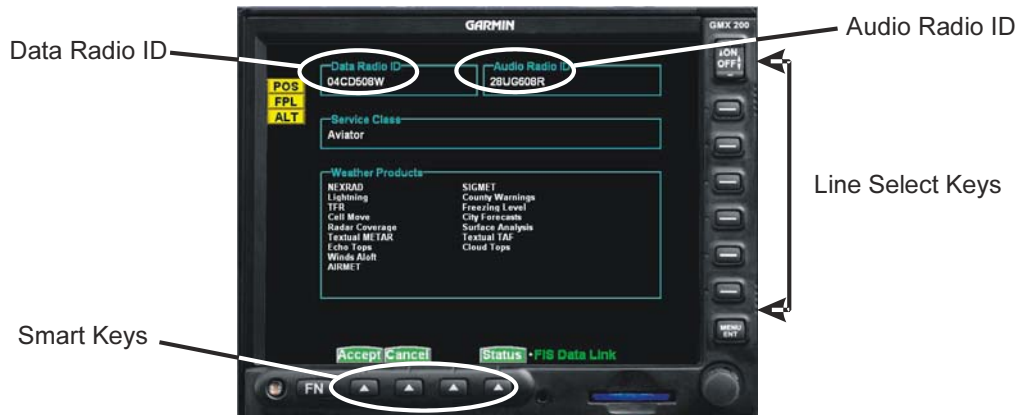 GARMIN
GMX 200
Data Radio ID
Audio Radio ID
ON
OFF
Data Radio ID
Audio Radio ID
04CD508W
28UG608R
POS
FPL
ALT
Service Class
Aviator
Line Select Keys
Weather Products
NEXRAD
Lightning
TFR
Cell Move
Radar Coverage
Textual METAR
Echo Tops
Winds Aloft
AIRMET
SIGMET
County Warnings
Freezing Level
City Forecasts
Surface Analysis
Textual TAF
Cloud Tops
MENU
ENT
Smart Keys
Accept
Cancel
Status
FIS Data Link
FN